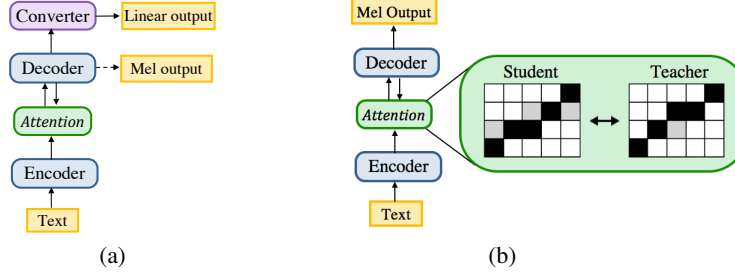 Converter
Linear output
Decoder
Mel output
Attention
Encoder
Text
(a)
Mel Output
Decoder
Attention
Encoder
Text
Student
Teacher
(b)